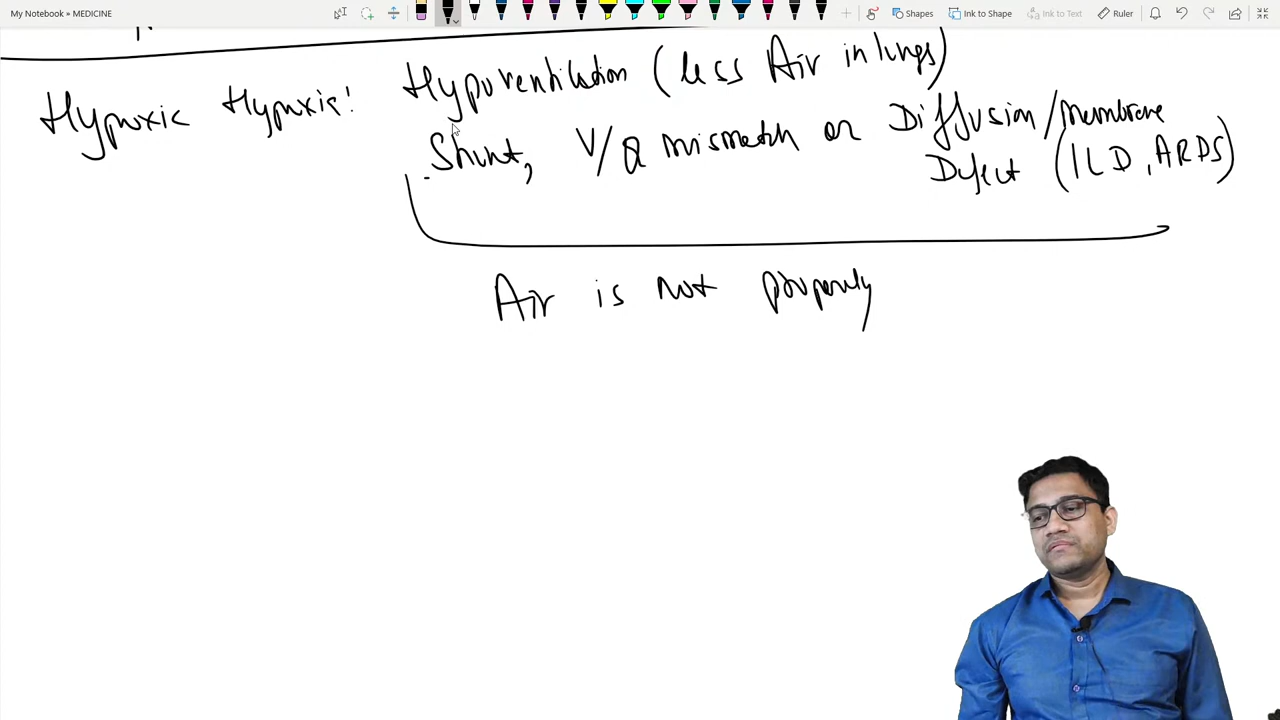 My Notebook » MEDICINE
Shapes
Ink to Shape
Ink to Text
Ruler
Hypoxic Hypoxia: Hypoventilation (less Air in lungs)
Shunt, V/Q mismatch or Diffusion/membrane
Defect (ILD, ARDS)
Air is not properly